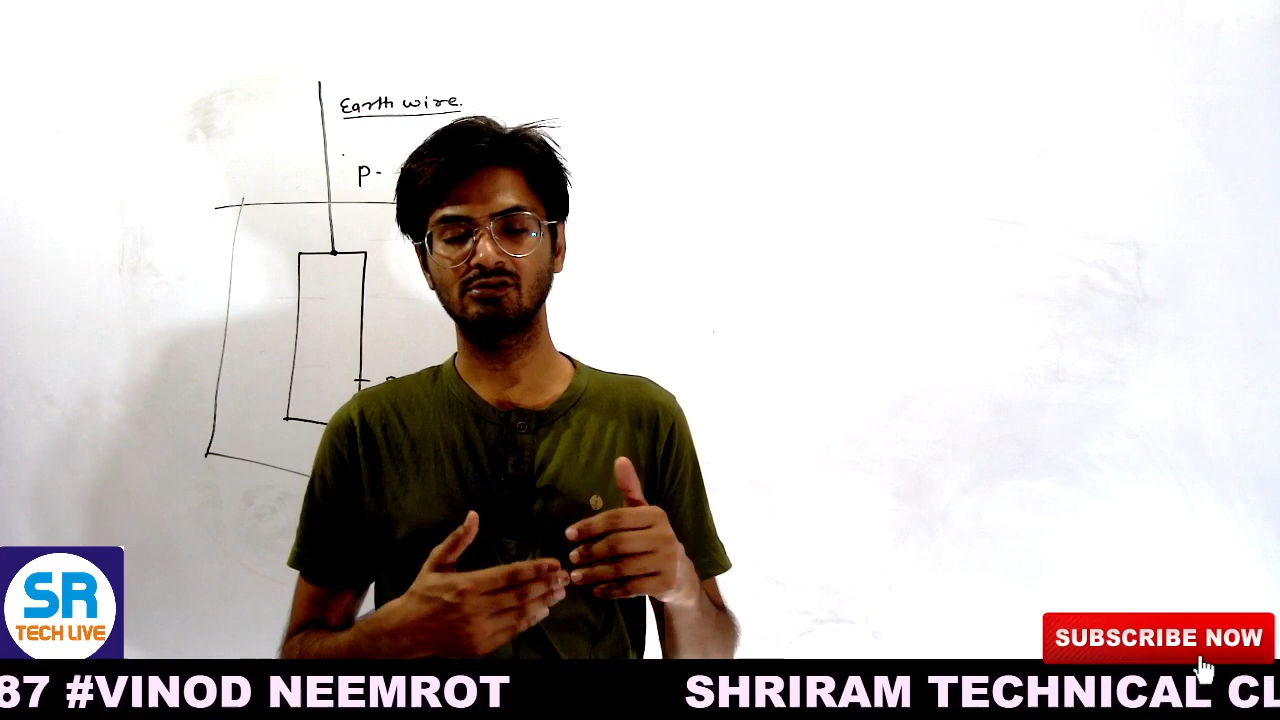 Earth wire.
P-
SR
TECH LIVE
SUBSCRIBE NOW
87 #VINOD NEEMROT SHRIRAM TECHNICAL CL